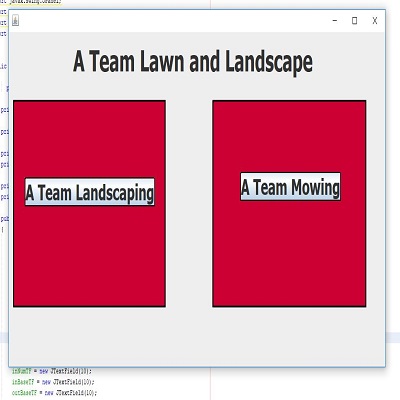 A Team Lawn and Landscape
A Team Landscaping
A Team Mowing
inNumTF = new JTextField(10);
inBaseTF = new JTextField(10);
outBaseTF = new JTextField(10);